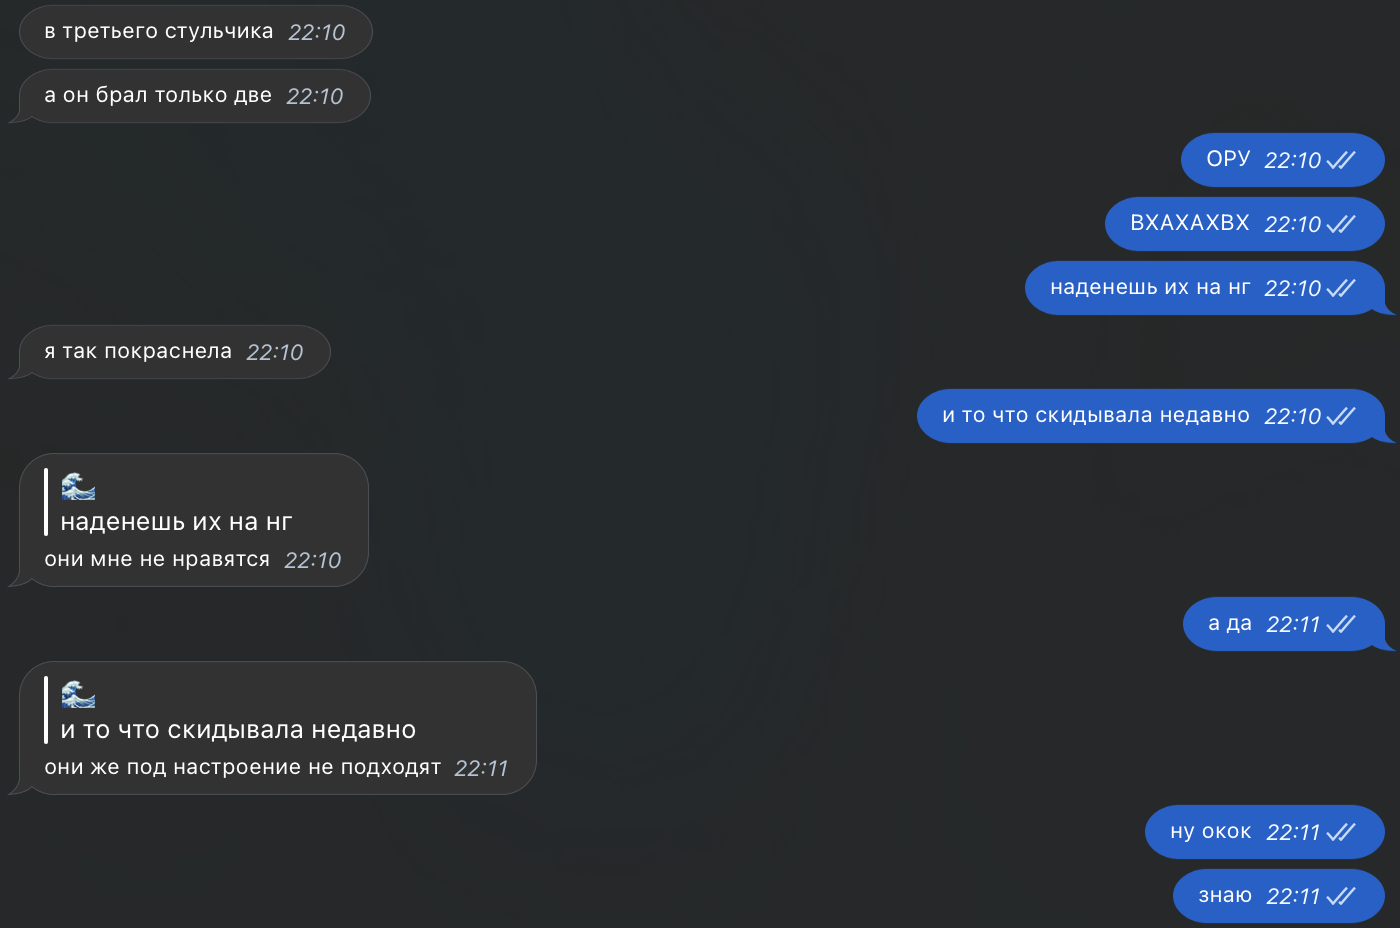 в третьего стульчика 22:10
а он брал только две 22:10
ОРУ 22:10
ВХАХАХВХ 22:10
наденешь их на нг 22:10
я так покраснела 22:10
и то что скидывала недавно 22:10
🌊
наденешь их на нг
они мне не нравятся 22:10
а да 22:11
🌊
и то что скидывала недавно
они же под настроение не подходят 22:11
ну окок 22:11
знаю 22:11